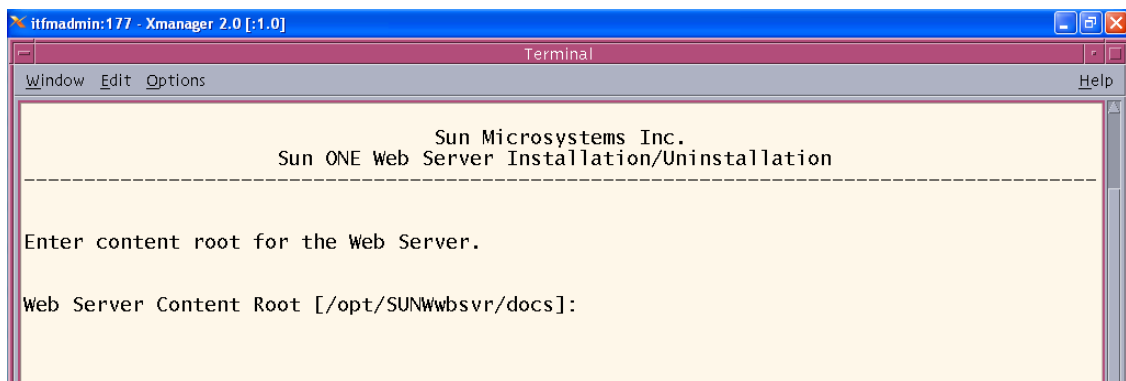 itfmadmin:177 - Xmanager 2.0 [:1.0]
Terminal
Window Edit Options Help
Sun Microsystems Inc.
Sun ONE Web Server Installation/Uninstallation
--------------------------------------------------------------------------------
Enter content root for the Web Server.
Web Server Content Root [/opt/SUNWwbsvr/docs]: